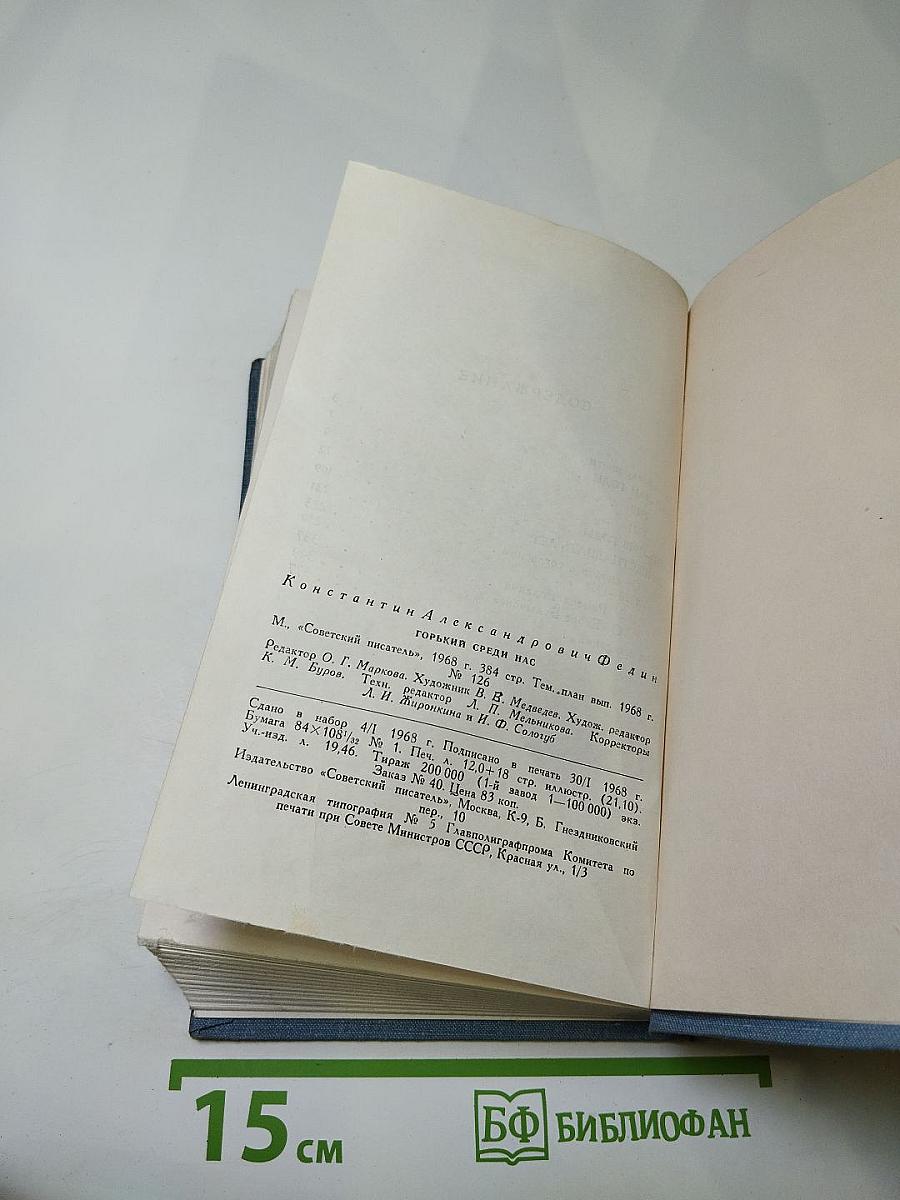 СОДЕРЖАНИЕ
Константин Александрович Федин
ГОРЬКИЙ СРЕДИ НАС
М., «Советский писатель», 1968 г. 384 стр. Тем. план вып. 1968 г.
№ 126
Редактор О. Г. Маркова. Художник В. В. Медведев. Худож. редактор
К. М. Буров. Техн. редактор Л. П. Мельникова. Корректоры
Л. И. Жиронкина и И. Ф. Сологуб
Сдано в набор 4/I 1968 г. Подписано в печать 30/I 1968 г.
Бумага 84×108¹/₃₂ № 1. Печ. л. 12,0+18 стр. иллюстр. (21,10).
Уч.-изд. л. 19,46. Тираж 200 000 (1-й завод 1—100 000) экз.
Заказ № 40. Цена 83 коп.
Издательство «Советский писатель», Москва, К-9, Б. Гнездниковский
пер., 10
Ленинградская типография № 5 Главполиграфпрома Комитета по
печати при Совете Министров СССР, Красная ул., 1/3
15 см
БФ БИБЛИОФАН